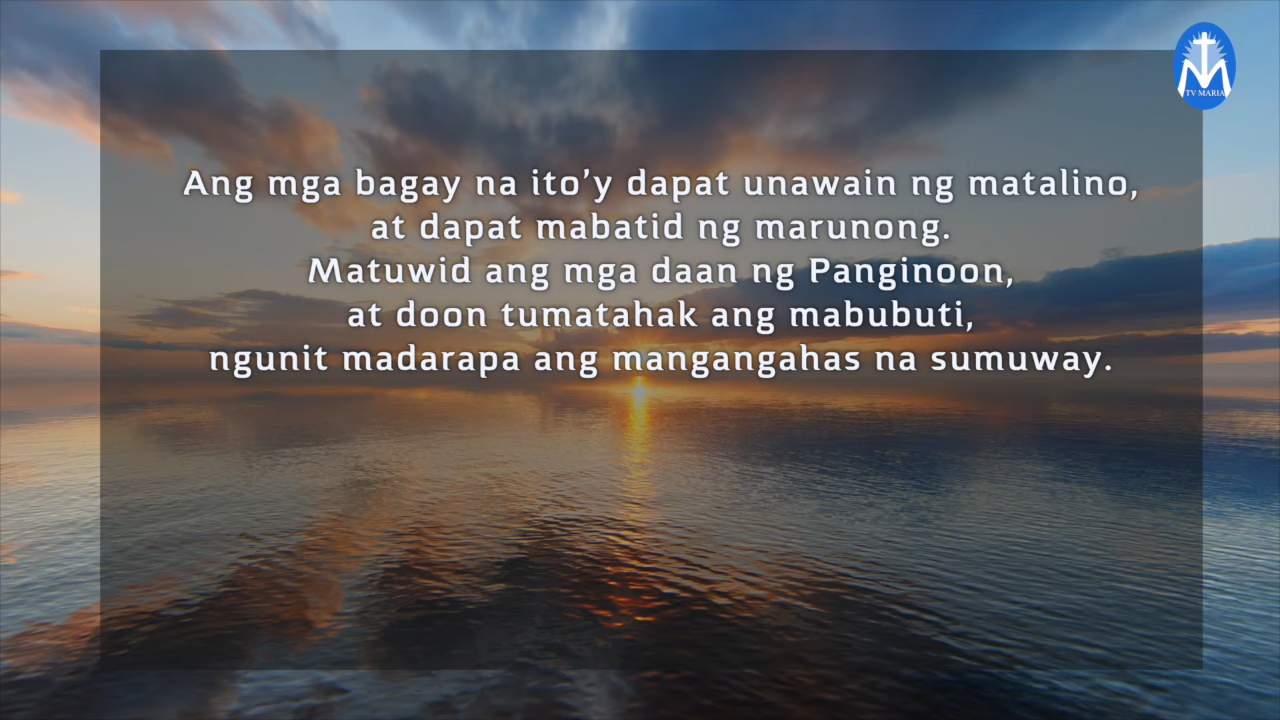 TV MARIA
Ang mga bagay na ito’y dapat unawain ng matalino,
at dapat mabatid ng marunong.
Matuwid ang mga daan ng Panginoon,
at doon tumatahak ang mabubuti,
ngunit madarapa ang mangangahas na sumuway.